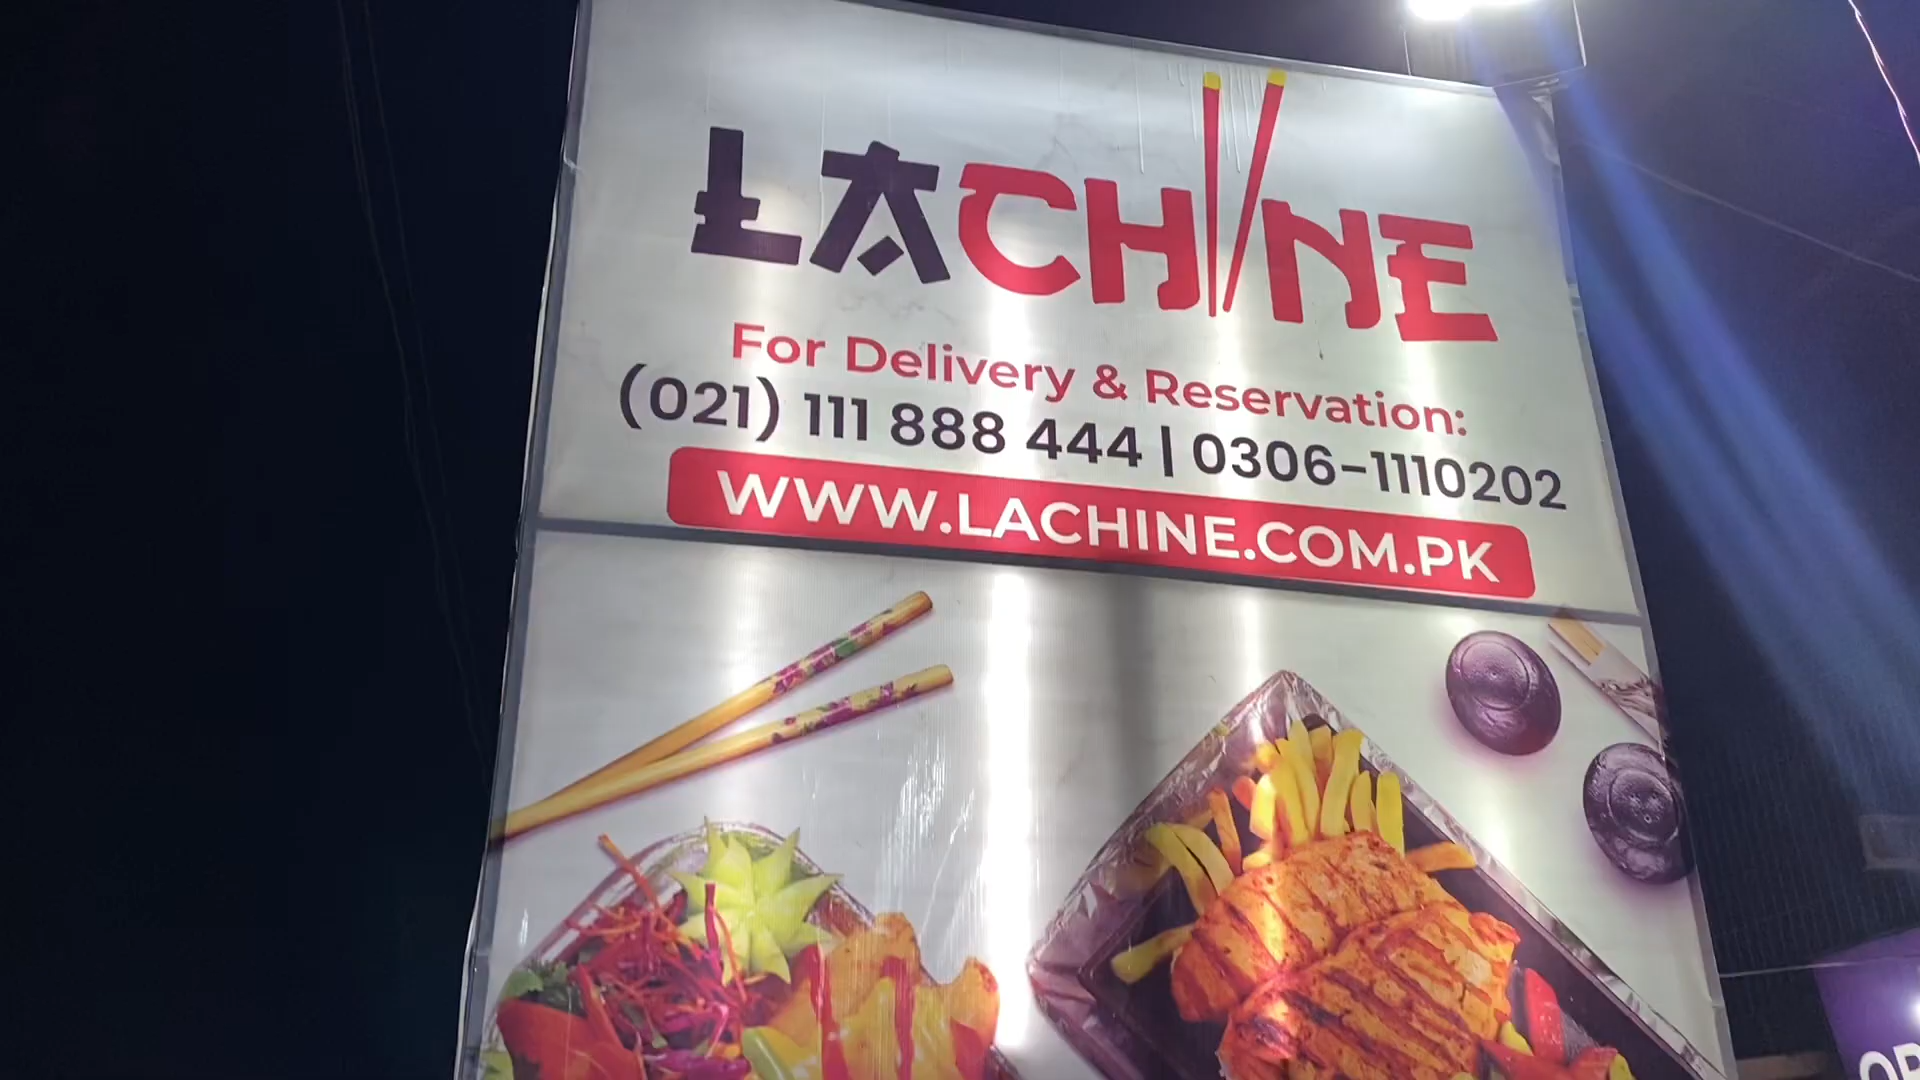 LACHINE
For Delivery & Reservation:
(021) 111 888 444 | 0306-1110202
WWW.LACHINE.COM.PK